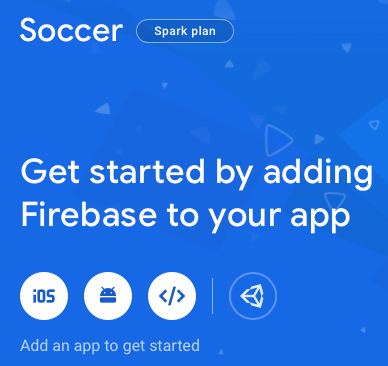 Soccer
Spark plan
Get started by adding
Firebase to your app
iOS
Add an app to get started